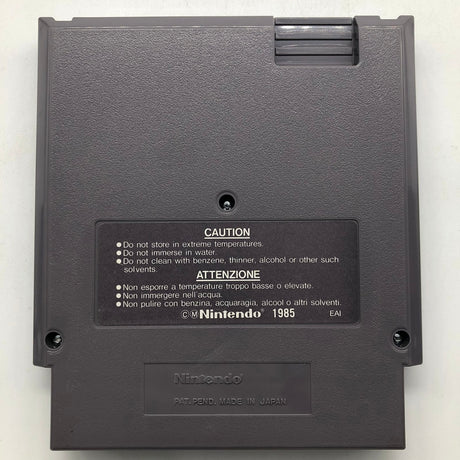 CAUTION
●Do not store in extreme temperatures.
●Do not immerse in water.
●Do not clean with benzene, thinner, alcohol or other such
solvents.
ATTENZIONE
●Non esporre a temperature troppo basse o elevate.
●Non immergere nell'acqua.
●Non pulire con benzina, acquaragia, alcool o altri solventi.
©ⓂNintendo® 1985 EAI
Nintendo®
PAT. PEND. MADE IN JAPAN